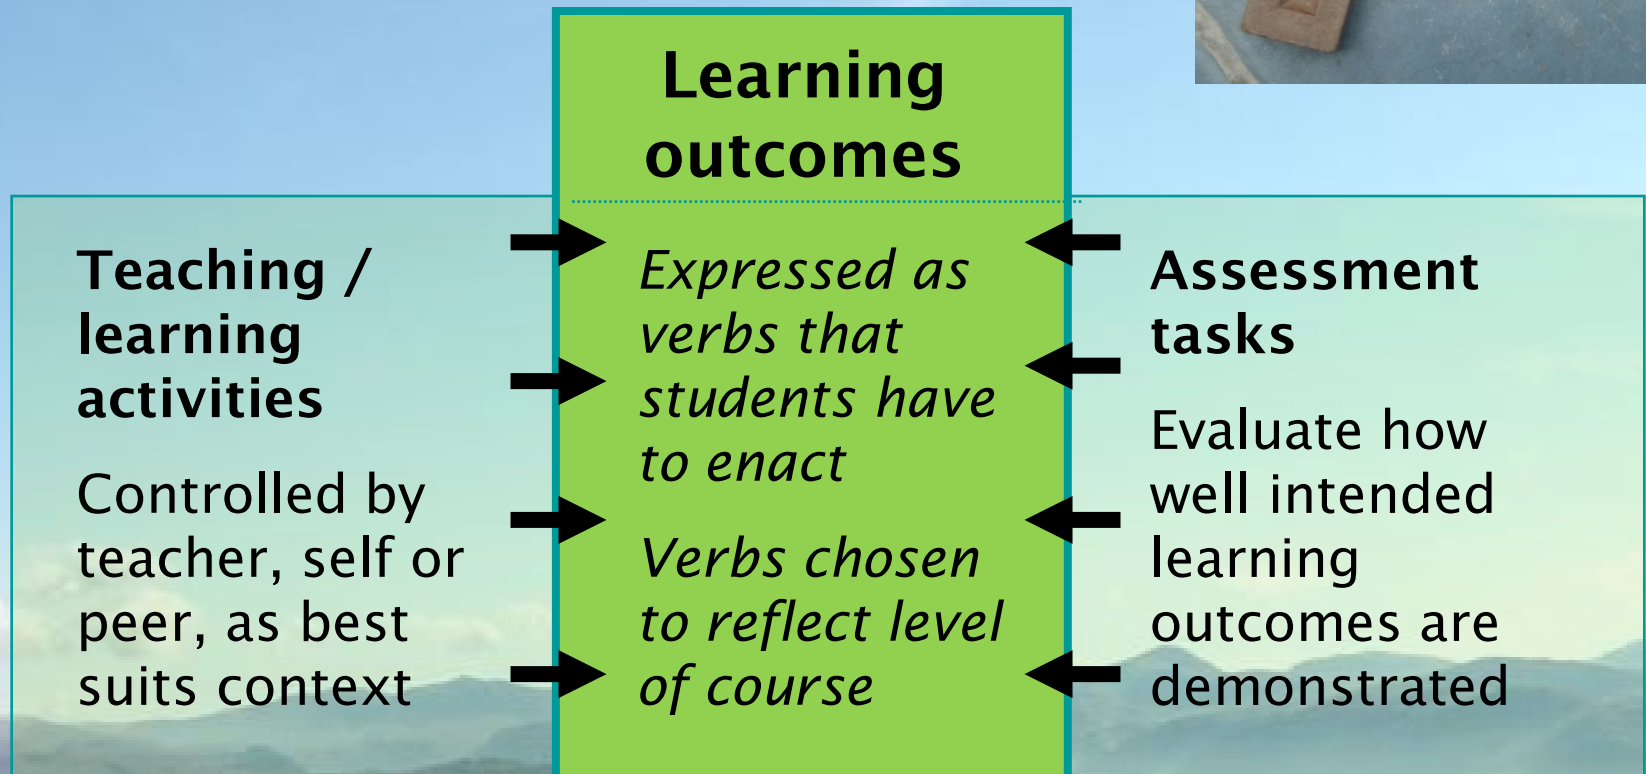 Learning
outcomes
Teaching /
learning
activities
Controlled by
teacher, self or
peer, as best
suits context
Expressed as
verbs that
students have
to enact
Verbs chosen
to reflect level
of course
Assessment
tasks
Evaluate how
well intended
learning
outcomes are
demonstrated